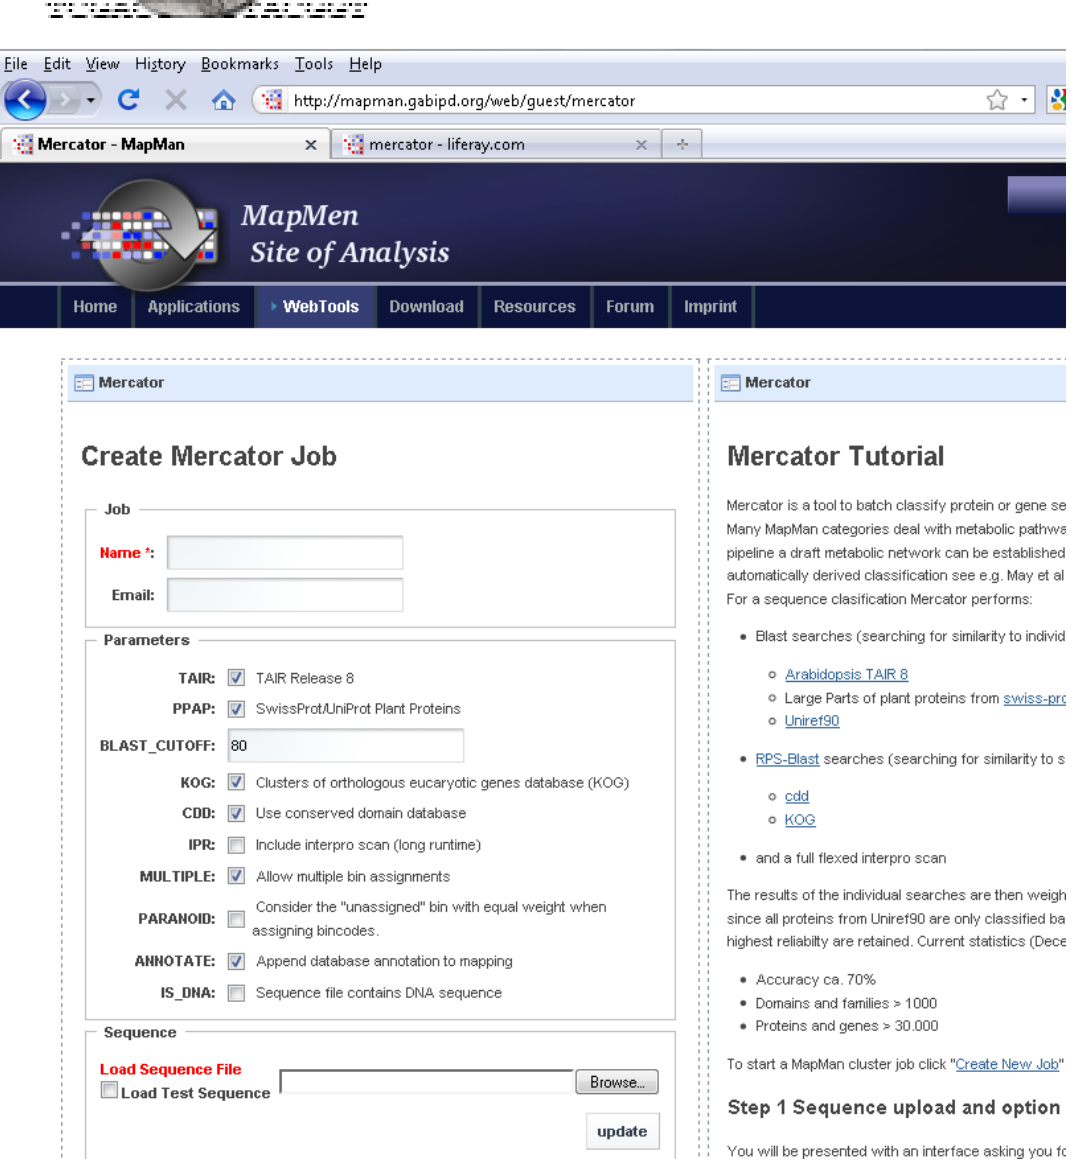 File Edit View History Bookmarks Tools Help
http://mapman.gabipd.org/web/guest/mercator
Mercator - MapMan
mercator - liferay.com
MapMen
Site of Analysis
Home Applications WebTools Download Resources Forum Imprint
Mercator
Create Mercator Job
Job
Name *:
Email:
Parameters
TAIR: TAIR Release 8
PPAP: SwissProt/UniProt Plant Proteins
BLAST_CUTOFF: 80
KOG: Clusters of orthologous eucaryotic genes database (KOG)
CDD: Use conserved domain database
IPR: Include interpro scan (long runtime)
MULTIPLE: Allow multiple bin assignments
PARANOID: Consider the "unassigned" bin with equal weight when
assigning bincodes.
ANNOTATE: Append database annotation to mapping
IS_DNA: Sequence file contains DNA sequence
Sequence
Load Sequence File
Load Test Sequence
Browse...
update
Mercator
Mercator Tutorial
Mercator is a tool to batch classify protein or gene se
Many MapMan categories deal with metabolic pathwa
pipeline a draft metabolic network can be established
automatically derived classification see e.g. May et al
For a sequence clasification Mercator performs:
Blast searches (searching for similarity to individ
Arabidopsis TAIR 8
Large Parts of plant proteins from swiss-pro
Uniref90
RPS-Blast searches (searching for similarity to s
cdd
KOG
and a full flexed interpro scan
The results of the individual searches are then weigh
since all proteins from Uniref90 are only classified ba
highest reliabilty are retained. Current statistics (Dece
Accuracy ca. 70%
Domains and families > 1000
Proteins and genes > 30.000
To start a MapMan cluster job click "Create New Job"
Step 1 Sequence upload and option
You will be presented with an interface asking you fo